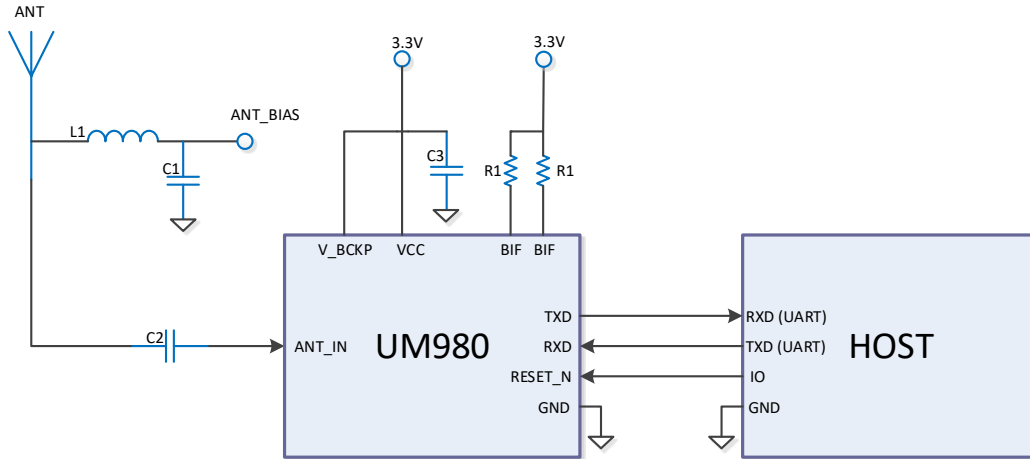 ANT
3.3V
3.3V
ANT_BIAS
L1
C1
C3
R1
R1
V_BCKP
VCC
BIF
BIF
TXD
RXD (UART)
C2
ANT_IN
UM980
RXD
TXD (UART)
HOST
RESET_N
IO
GND
GND